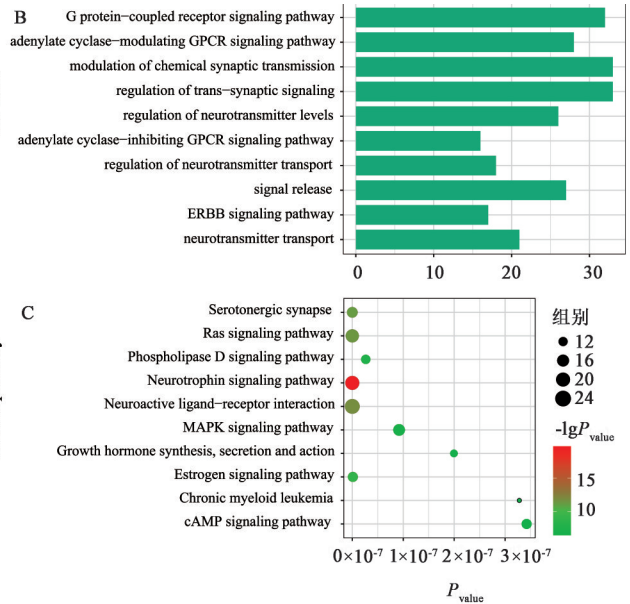 B
G protein-coupled receptor signaling pathway
adenylate cyclase-modulating GPCR signaling pathway
modulation of chemical synaptic transmission
regulation of trans-synaptic signaling
regulation of neurotransmitter levels
adenylate cyclase-inhibiting GPCR signaling pathway
regulation of neurotransmitter transport
signal release
ERBB signaling pathway
neurotransmitter transport
0 10 20 30
C
Serotonergic synapse
Ras signaling pathway
Phospholipase D signaling pathway
Neurotrophin signaling pathway
Neuroactive ligand-receptor interaction
MAPK signaling pathway
Growth hormone synthesis, secretion and action
Estrogen signaling pathway
Chronic myeloid leukemia
cAMP signaling pathway
0×10⁻⁷ 1×10⁻⁷ 2×10⁻⁷ 3×10⁻⁷
Pvalue
组别
12
16
20
24
-lgPvalue
15
10